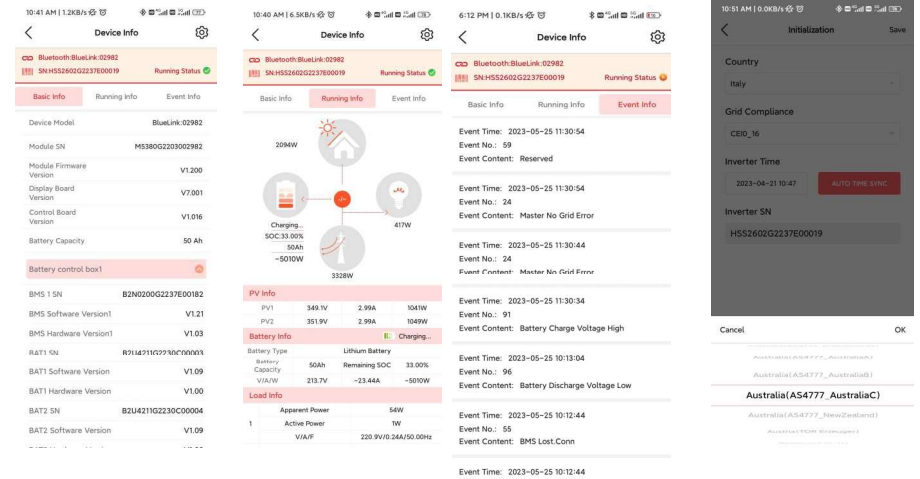 10:41 AM | 1.2KB/s
Device Info
Bluetooth:BlueLink:02982
SN:HSS2602G2237E00019 Running Status
Basic Info Running Info Event Info
Device Model BlueLink:02982
Module SN M5380G2203002982
Module Firmware
Version V1.200
Display Board
Version V7.001
Control Board
Version V1.016
Battery Capacity 50 Ah
Battery control box1
BMS 1 SN B2N0200G2237E00182
BMS Software Version1 V1.21
BMS Hardware Version1 V1.03
BAT1 SN B2U4211G2230C00003
BAT1 Software Version V1.09
BAT1 Hardware Version V1.00
BAT2 SN B2U4211G2230C00004
BAT2 Software Version V1.09
10:40 AM | 6.5KB/s
Device Info
Bluetooth:BlueLink:02982
SN:HSS2602G2237E00019 Running Status
Basic Info Running Info Event Info
2094W
Charging...
SOC:33.00%
50Ah
-5010W
417W
3328W
PV Info
PV1 349.1V 2.99A 1041W
PV2 351.9V 2.99A 1049W
Battery Info Charging...
Battery Type Lithium Battery
Battery
Capacity 50Ah Remaining SOC 33.00%
V/A/W 213.7V -23.44A -5010W
Load Info
Apparent Power 54W
1 Active Power 1W
V/A/F 220.9V/0.24A/50.00Hz
6:12 PM | 0.1KB/s
Device Info
Bluetooth:BlueLink:02982
SN:HSS2602G2237E00019 Running Status
Basic Info Running Info Event Info
Event Time: 2023-05-25 11:30:54
Event No.: 59
Event Content: Reserved
Event Time: 2023-05-25 11:30:54
Event No.: 24
Event Content: Master No Grid Error
Event Time: 2023-05-25 11:30:44
Event No.: 24
Event Content: Master No Grid Error
Event Time: 2023-05-25 11:30:34
Event No.: 91
Event Content: Battery Charge Voltage High
Event Time: 2023-05-25 10:13:04
Event No.: 96
Event Content: Battery Discharge Voltage Low
Event Time: 2023-05-25 10:12:44
Event No.: 55
Event Content: BMS Lost.Conn
Event Time: 2023-05-25 10:12:44
10:51 AM | 0.0KB/s
Initialization Save
Country
Italy
Grid Compliance
CEI0_16
Inverter Time
2023-04-21 10:47 AUTO TIME SYNC
Inverter SN
HSS2602G2237E00019
Cancel OK
Australia(AS4777_AustraliaA)
Australia(AS4777_AustraliaB)
Australia(AS4777_AustraliaC)
Australia(AS4777_NewZealand)